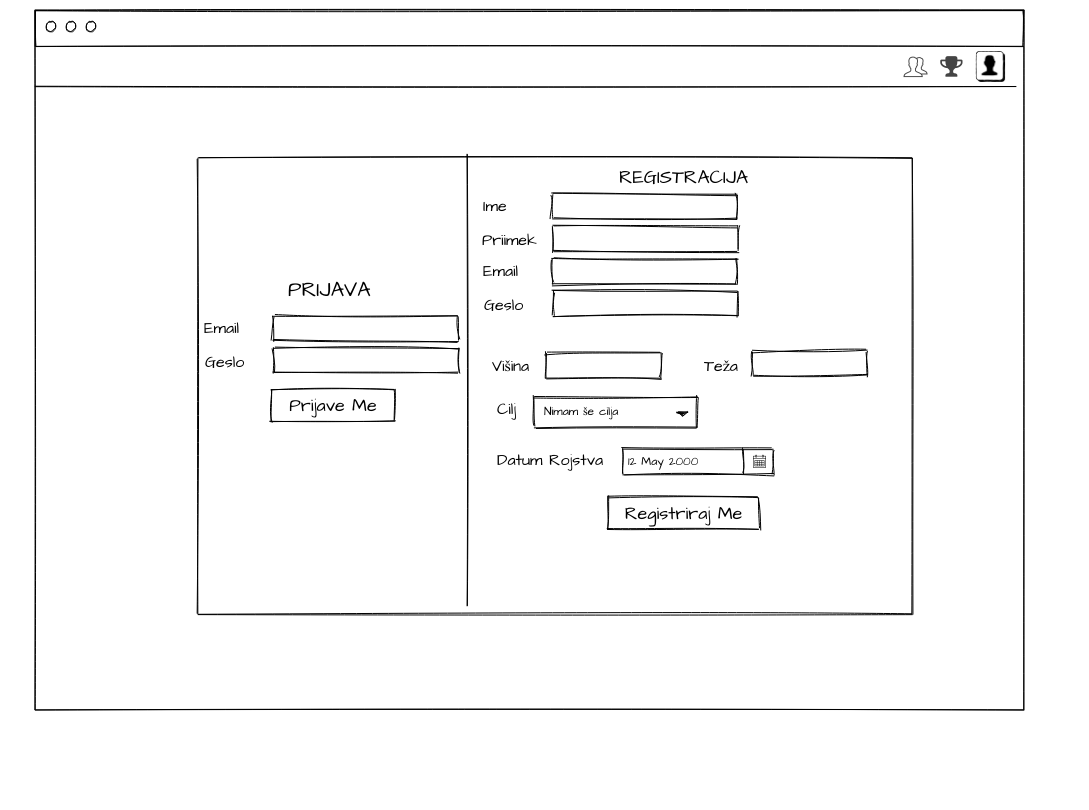 PRIJAVA
Email
Geslo
Prijave Me
REGISTRACIJA
Ime
Priimek
Email
Geslo
Višina Teža
Cilj Nimam še cilja
Datum Rojstva 12 May 2000
Registriraj Me